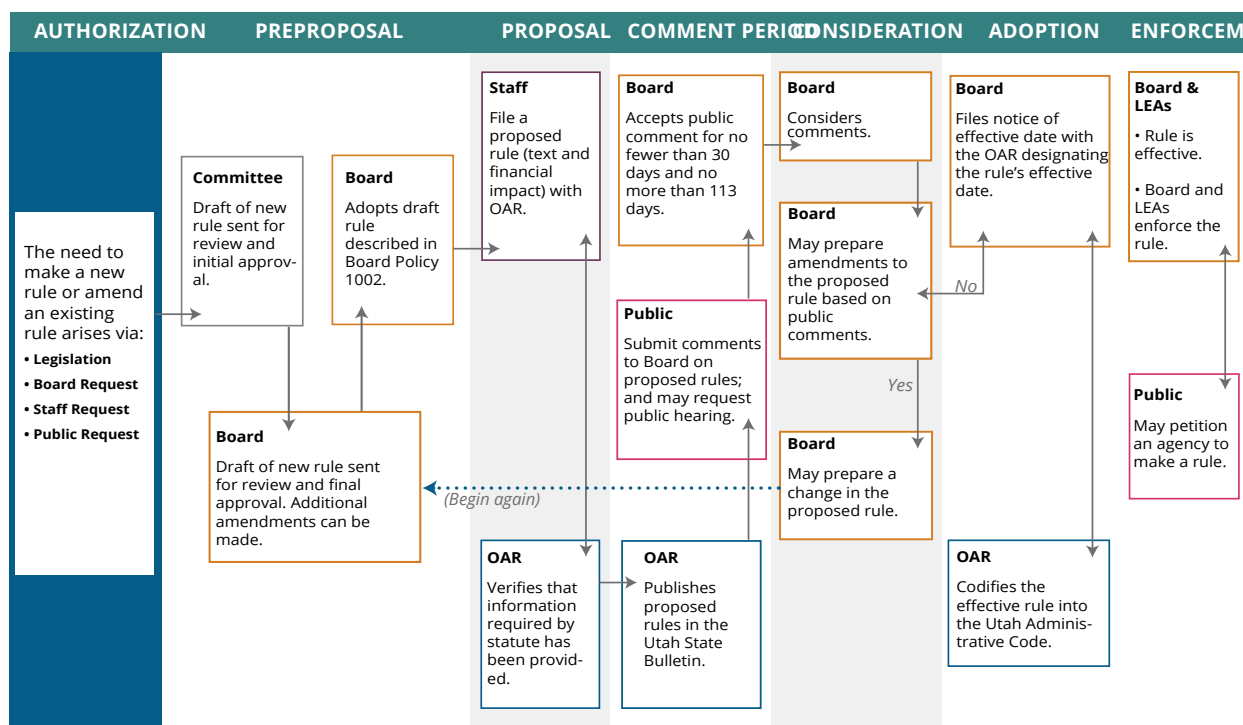 AUTHORIZATION
PREPROPOSAL
PROPOSAL
COMMENT PERIOD
CONSIDERATION
ADOPTION
ENFORCEM
The need to
make a new
rule or amend
an existing
rule arises via:
• Legislation
• Board Request
• Staff Request
• Public Request
Committee
Draft of new
rule sent for
review and
initial approv-
al.
Board
Adopts draft
rule
described in
Board Policy
1002.
Board
Draft of new rule sent
for review and final
approval. Additional
amendments can be
made.
Staff
File a
proposed
rule (text and
financial
impact) with
OAR.
(Begin again)
OAR
Verifies that
information
required by
statute has
been provid-
ed.
Board
Accepts public
comment for no
fewer than 30
days and no
more than 113
days.
Public
Submit comments
to Board on
proposed rules;
and may request
public hearing.
OAR
Publishes
proposed
rules in the
Utah State
Bulletin.
Board
Considers
comments.
Board
May prepare
amendments to
the proposed
rule based on
public
comments.
No
Yes
Board
May prepare a
change in the
proposed rule.
Board
Files notice of
effective date with
the OAR designating
the rule’s effective
date.
OAR
Codifies the
effective rule into
the Utah Adminis-
trative Code.
Board &
LEAs
• Rule is
effective.
• Board and
LEAs
enforce the
rule.
Public
May petition
an agency to
make a rule.